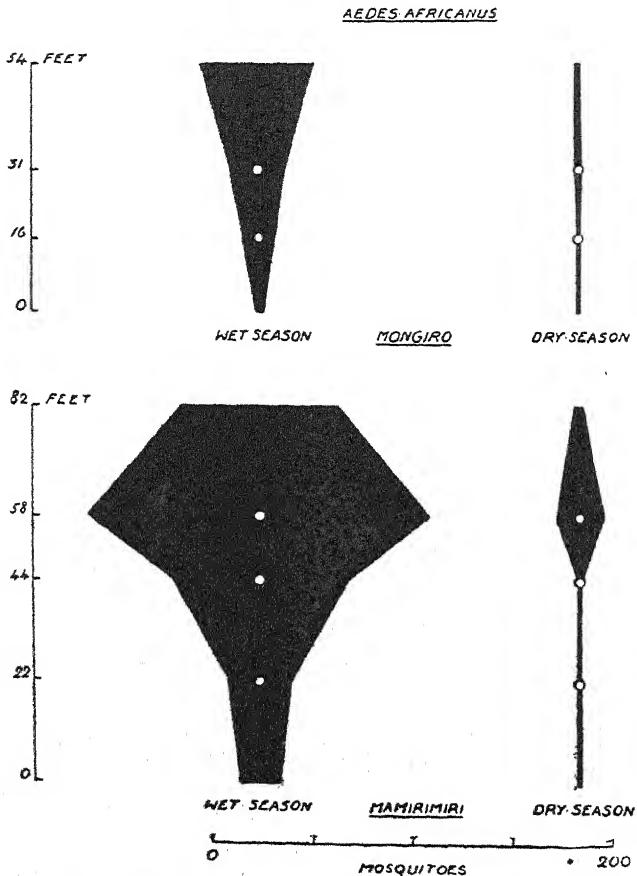 AEDES·AFRICANUS
54 FEET
31
16
0
WET SEASON MONGIRO DRY·SEASON
82 FEET
58
44
22
0
WET·SEASON MAMIRIMIRI DRY·SEASON
0 200
MOSQUITOES